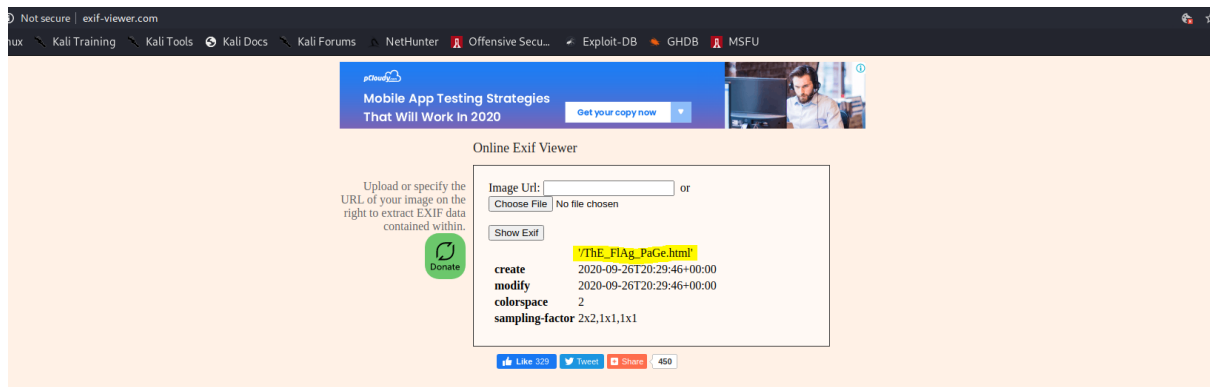 Not secure | exif-viewer.com
Kali Training Kali Tools Kali Docs Kali Forums NetHunter Offensive Secu... Exploit-DB GHDB MSFU
pCloudy
Mobile App Testing Strategies
That Will Work In 2020
Get your copy now
Online Exif Viewer
Upload or specify the
URL of your image on the
right to extract EXIF data
contained within.
Donate
Image Url: or
Choose File No file chosen
Show Exif
'/ThE_FlAg_PaGe.html'
create 2020-09-26T20:29:46+00:00
modify 2020-09-26T20:29:46+00:00
colorspace 2
sampling-factor 2x2,1x1,1x1
Like 329 Tweet Share 450